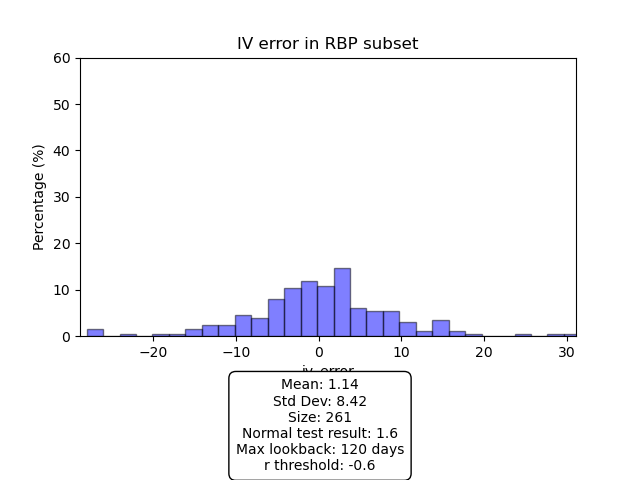 IV error in RBP subset
60
50
40
30
20
10
0
Percentage (%)
−20
−10
0
10
20
30
iv_error
Mean: 1.14
Std Dev: 8.42
Size: 261
Normal test result: 1.6
Max lookback: 120 days
r threshold: -0.6